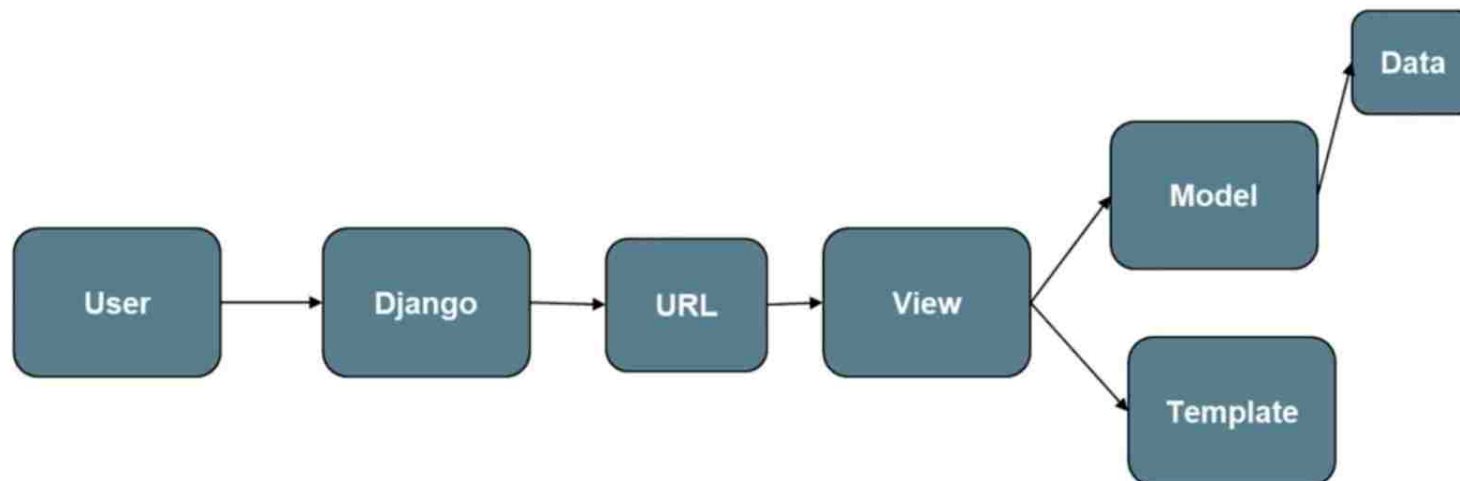 User
Django
URL
View
Model
Data
Template